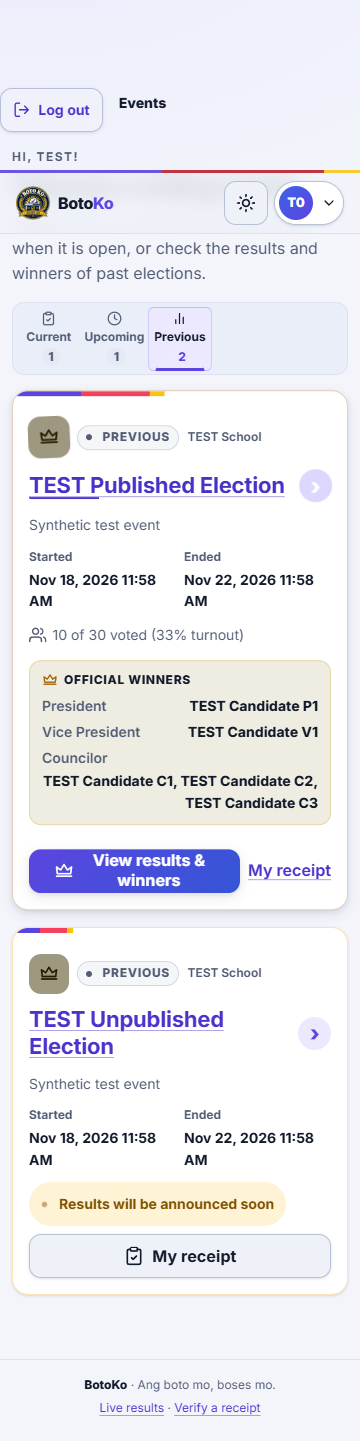 Log out
Events
HI, TEST!
BotoKo
T0
when it is open, or check the results and
winners of past elections.
Current
1
Upcoming
1
Previous
2
PREVIOUS
TEST School
TEST Published Election
Synthetic test event
Started
Nov 18, 2026 11:58
AM
Ended
Nov 22, 2026 11:58
AM
10 of 30 voted (33% turnout)
OFFICIAL WINNERS
President
TEST Candidate P1
Vice President
TEST Candidate V1
Councilor
TEST Candidate C1, TEST Candidate C2,
TEST Candidate C3
View results &
winners
My receipt
PREVIOUS
TEST School
TEST Unpublished
Election
Synthetic test event
Started
Nov 18, 2026 11:58
AM
Ended
Nov 22, 2026 11:58
AM
Results will be announced soon
My receipt
BotoKo · Ang boto mo, boses mo.
Live results · Verify a receipt